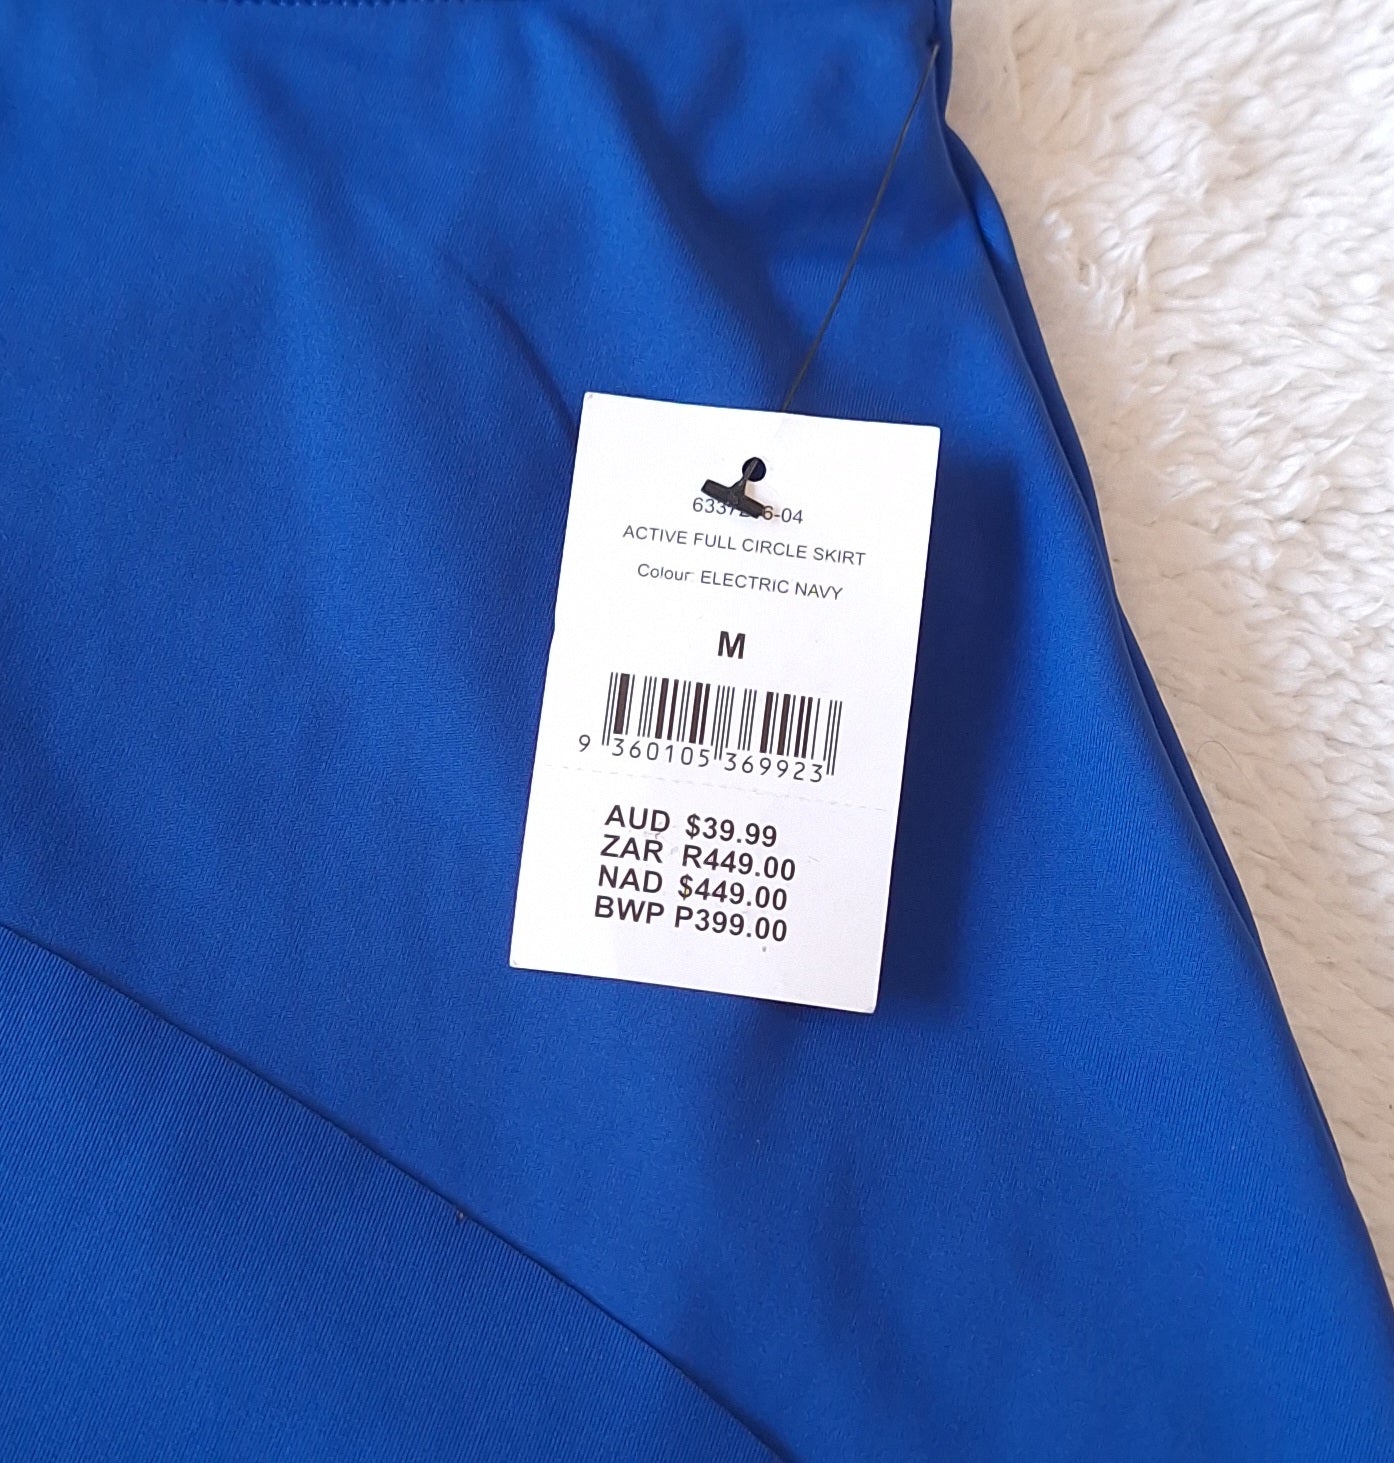 ACTIVE FULL CIRCLE SKIRT
Colour: ELECTRIC NAVY
M
9 360105 369923
AUD $39.99
ZAR R449.00
NAD $449.00
BWP P399.00